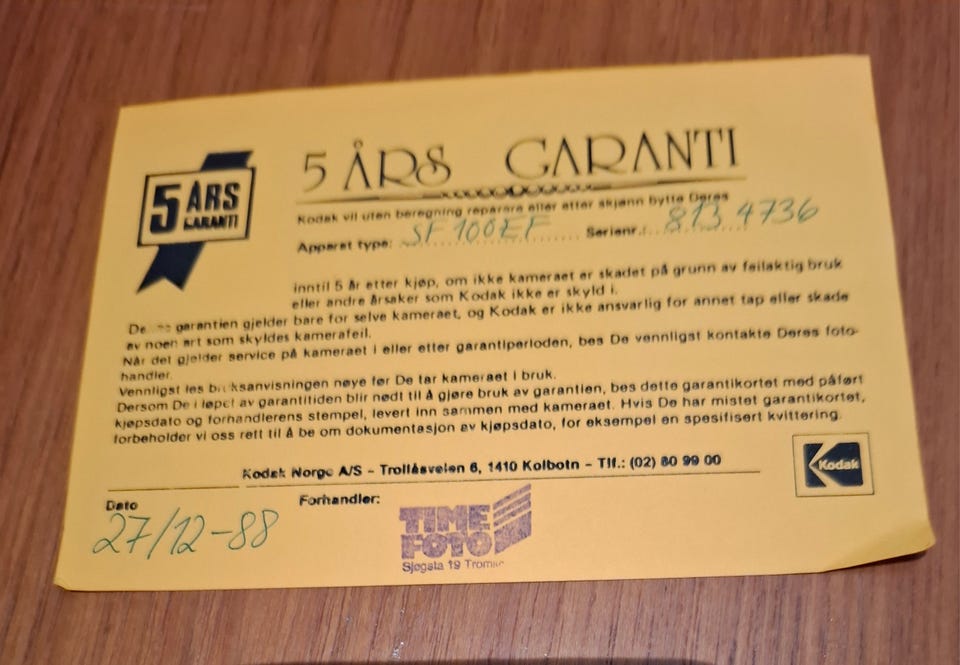 5 ÅRS
GARANTI
5 ÅRS GARANTI
Kodak vil uten beregning reparere eller etter skjønn bytte Deres
Apparat type: SF 100EF Serienr.: 813 4736
inntil 5 år etter kjøp, om ikke kameraet er skadet på grunn av feilaktig bruk
eller andre årsaker som Kodak ikke er skyld i.
garantien gjelder bare for selve kameraet, og Kodak er ikke ansvarlig for annet tap eller skade
av noen art som skyldes kamerafeil.
Når det gjelder service på kameraet i eller etter garantiperioden, bes De vennligst kontakte Deres foto-
handler.
Vennligst les bruksanvisningen nøye før De tar kameraet i bruk.
Dersom De i løpet av garantitiden blir nødt til å gjøre bruk av garantien, bes dette garantikortet med påført
kjøpsdato og forhandlerens stempel, levert inn sammen med kameraet. Hvis De har mistet garantikortet,
forbeholder vi oss rett til å be om dokumentasjon av kjøpsdato, for eksempel en spesifisert kvittering.
Kodak Norge A/S - Trollåsveien 6, 1410 Kolbotn - Tlf.: (02) 80 99 00
Kodak
Dato
27/12-88
Forhandler:
TIME
FOTO
Sjøgata 19 Tromsø